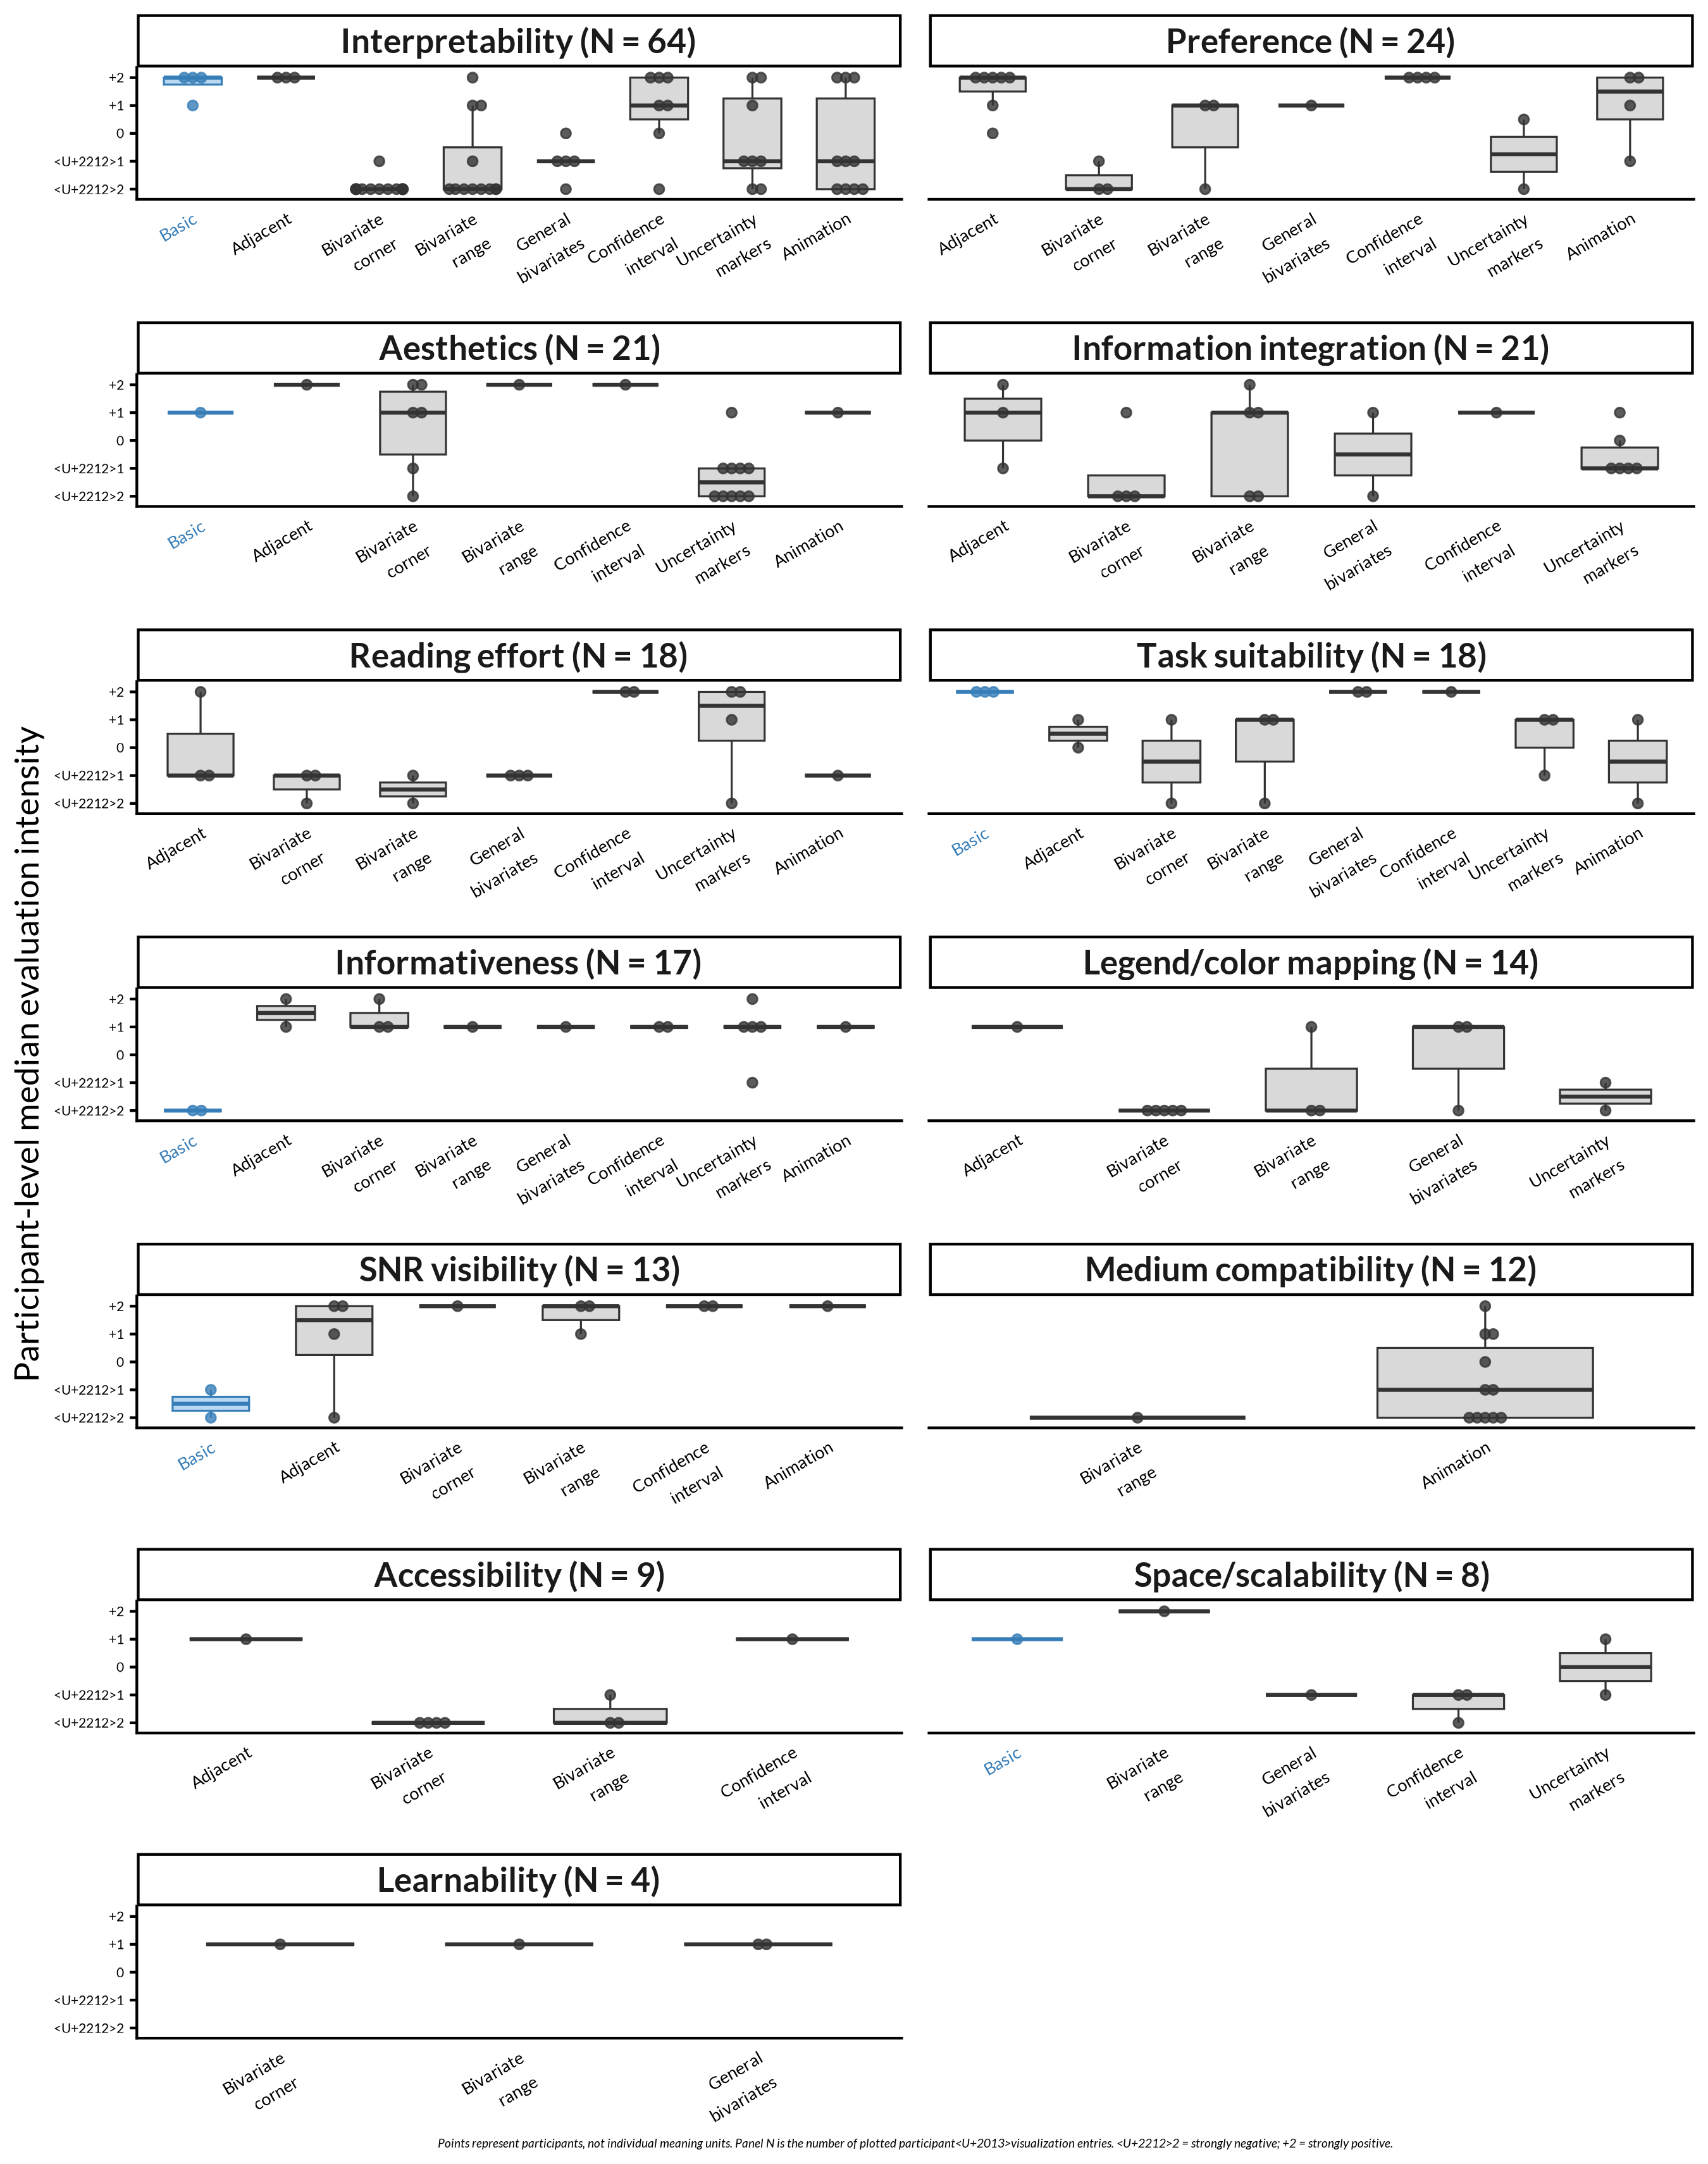 Participant-level median evaluation intensity
Interpretability (N = 64)
+2
+1
0
<U+2212>1
<U+2212>2
Basic
Adjacent
Bivariate
corner
Bivariate
range
General
bivariates
Confidence
interval
Uncertainty
markers
Animation
Preference (N = 24)
Adjacent
Bivariate
corner
Bivariate
range
General
bivariates
Confidence
interval
Uncertainty
markers
Animation
Aesthetics (N = 21)
+2
+1
0
<U+2212>1
<U+2212>2
Basic
Adjacent
Bivariate
corner
Bivariate
range
Confidence
interval
Uncertainty
markers
Animation
Information integration (N = 21)
Adjacent
Bivariate
corner
Bivariate
range
General
bivariates
Confidence
interval
Uncertainty
markers
Reading effort (N = 18)
+2
+1
0
<U+2212>1
<U+2212>2
Adjacent
Bivariate
corner
Bivariate
range
General
bivariates
Confidence
interval
Uncertainty
markers
Animation
Task suitability (N = 18)
Basic
Adjacent
Bivariate
corner
Bivariate
range
General
bivariates
Confidence
interval
Uncertainty
markers
Animation
Informativeness (N = 17)
+2
+1
0
<U+2212>1
<U+2212>2
Basic
Adjacent
Bivariate
corner
Bivariate
range
General
bivariates
Confidence
interval
Uncertainty
markers
Animation
Legend/color mapping (N = 14)
Adjacent
Bivariate
corner
Bivariate
range
General
bivariates
Uncertainty
markers
SNR visibility (N = 13)
+2
+1
0
<U+2212>1
<U+2212>2
Basic
Adjacent
Bivariate
corner
Bivariate
range
Confidence
interval
Animation
Medium compatibility (N = 12)
Bivariate
range
Animation
Accessibility (N = 9)
+2
+1
0
<U+2212>1
<U+2212>2
Adjacent
Bivariate
corner
Bivariate
range
Confidence
interval
Space/scalability (N = 8)
Basic
Bivariate
range
General
bivariates
Confidence
interval
Uncertainty
markers
Learnability (N = 4)
+2
+1
0
<U+2212>1
<U+2212>2
Bivariate
corner
Bivariate
range
General
bivariates
Points represent participants, not individual meaning units. Panel N is the number of plotted participant<U+2013>visualization entries. <U+2212>2 = strongly negative; +2 = strongly positive.